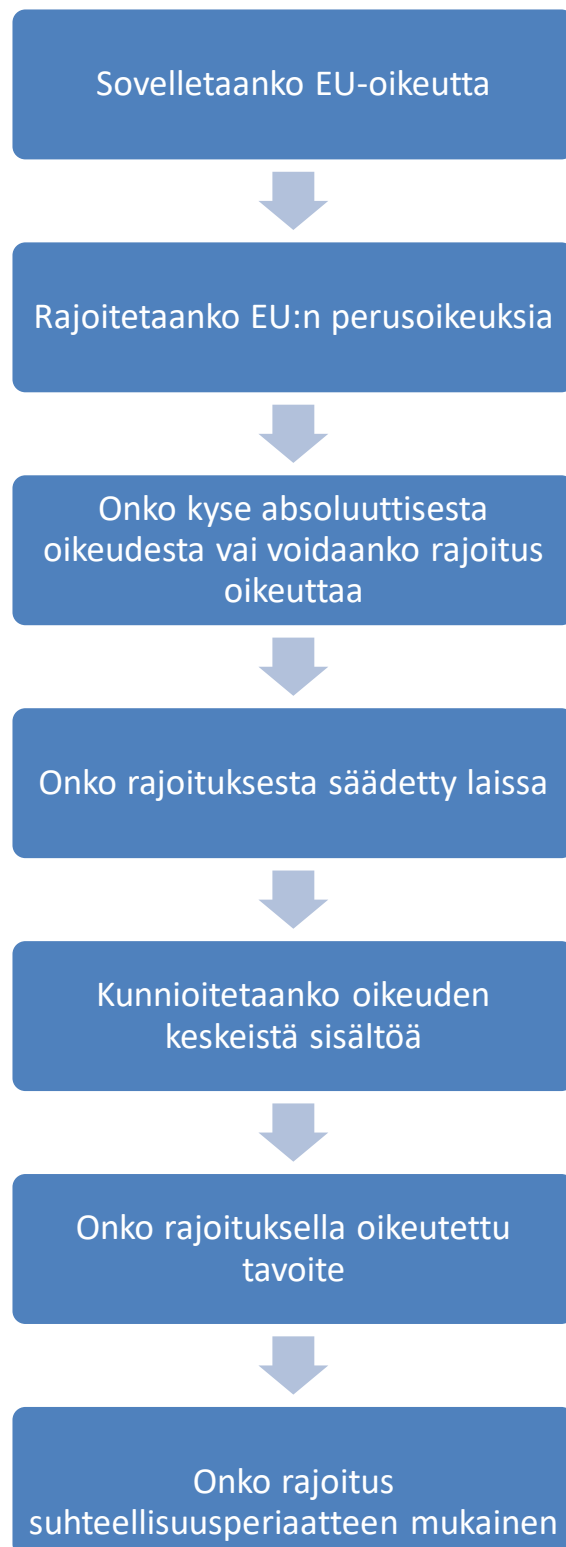 Sovelletaanko EU-oikeutta
Rajoitetaanko EU:n perusoikeuksia
Onko kyse absoluuttisesta
oikeudesta vai voidaanko rajoitus
oikeuttaa
Onko rajoituksesta säädetty laissa
Kunnioitetaanko oikeuden
keskeistä sisältöä
Onko rajoituksella oikeutettu
tavoite
Onko rajoitus
suhteellisuusperiaatteen mukainen